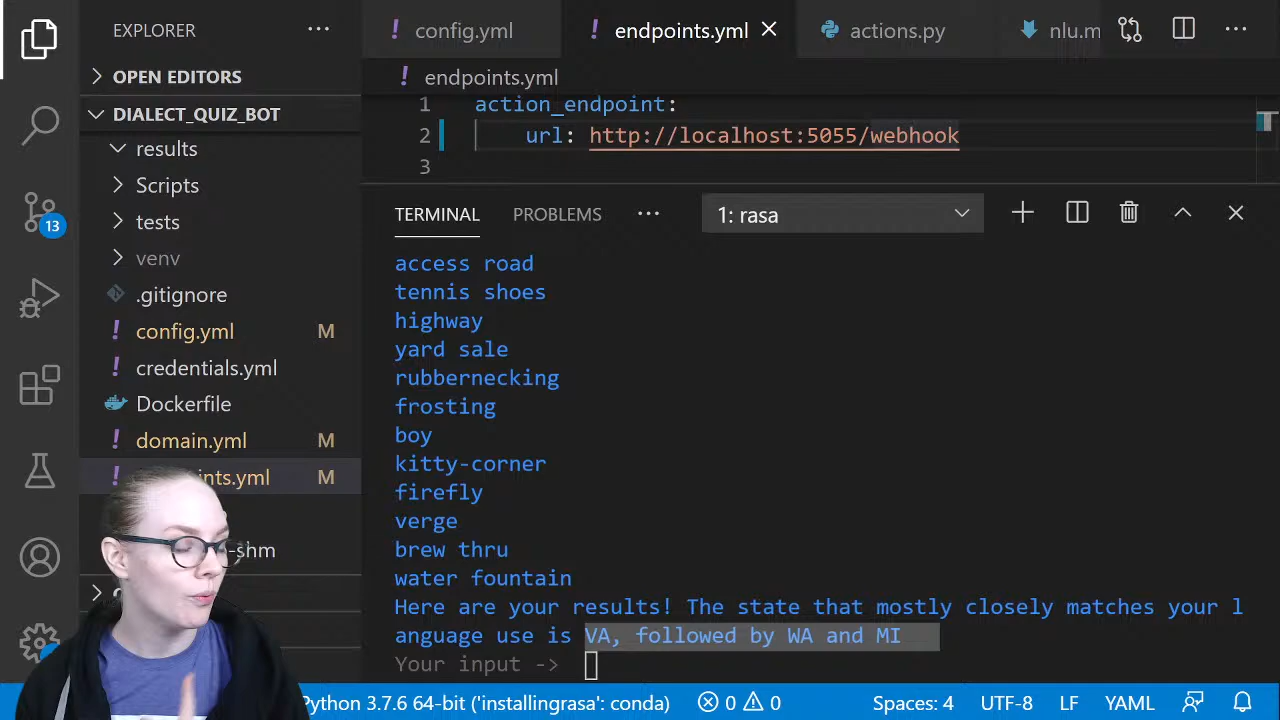 EXPLORER
OPEN EDITORS
DIALECT_QUIZ_BOT
results
Scripts
tests
venv
.gitignore
config.yml M
credentials.yml
Dockerfile
domain.yml M
ints.yml M
-shm
13
config.yml
endpoints.yml
actions.py
nlu.m
endpoints.yml
1 action_endpoint:
2 url: http://localhost:5055/webhook
3
TERMINAL PROBLEMS 1: rasa
access road
tennis shoes
highway
yard sale
rubbernecking
frosting
boy
kitty-corner
firefly
verge
brew thru
water fountain
Here are your results! The state that mostly closely matches your l
anguage use is VA, followed by WA and MI
Your input ->
Python 3.7.6 64-bit ('installingrasa': conda) 0 0 Spaces: 4 UTF-8 LF YAML